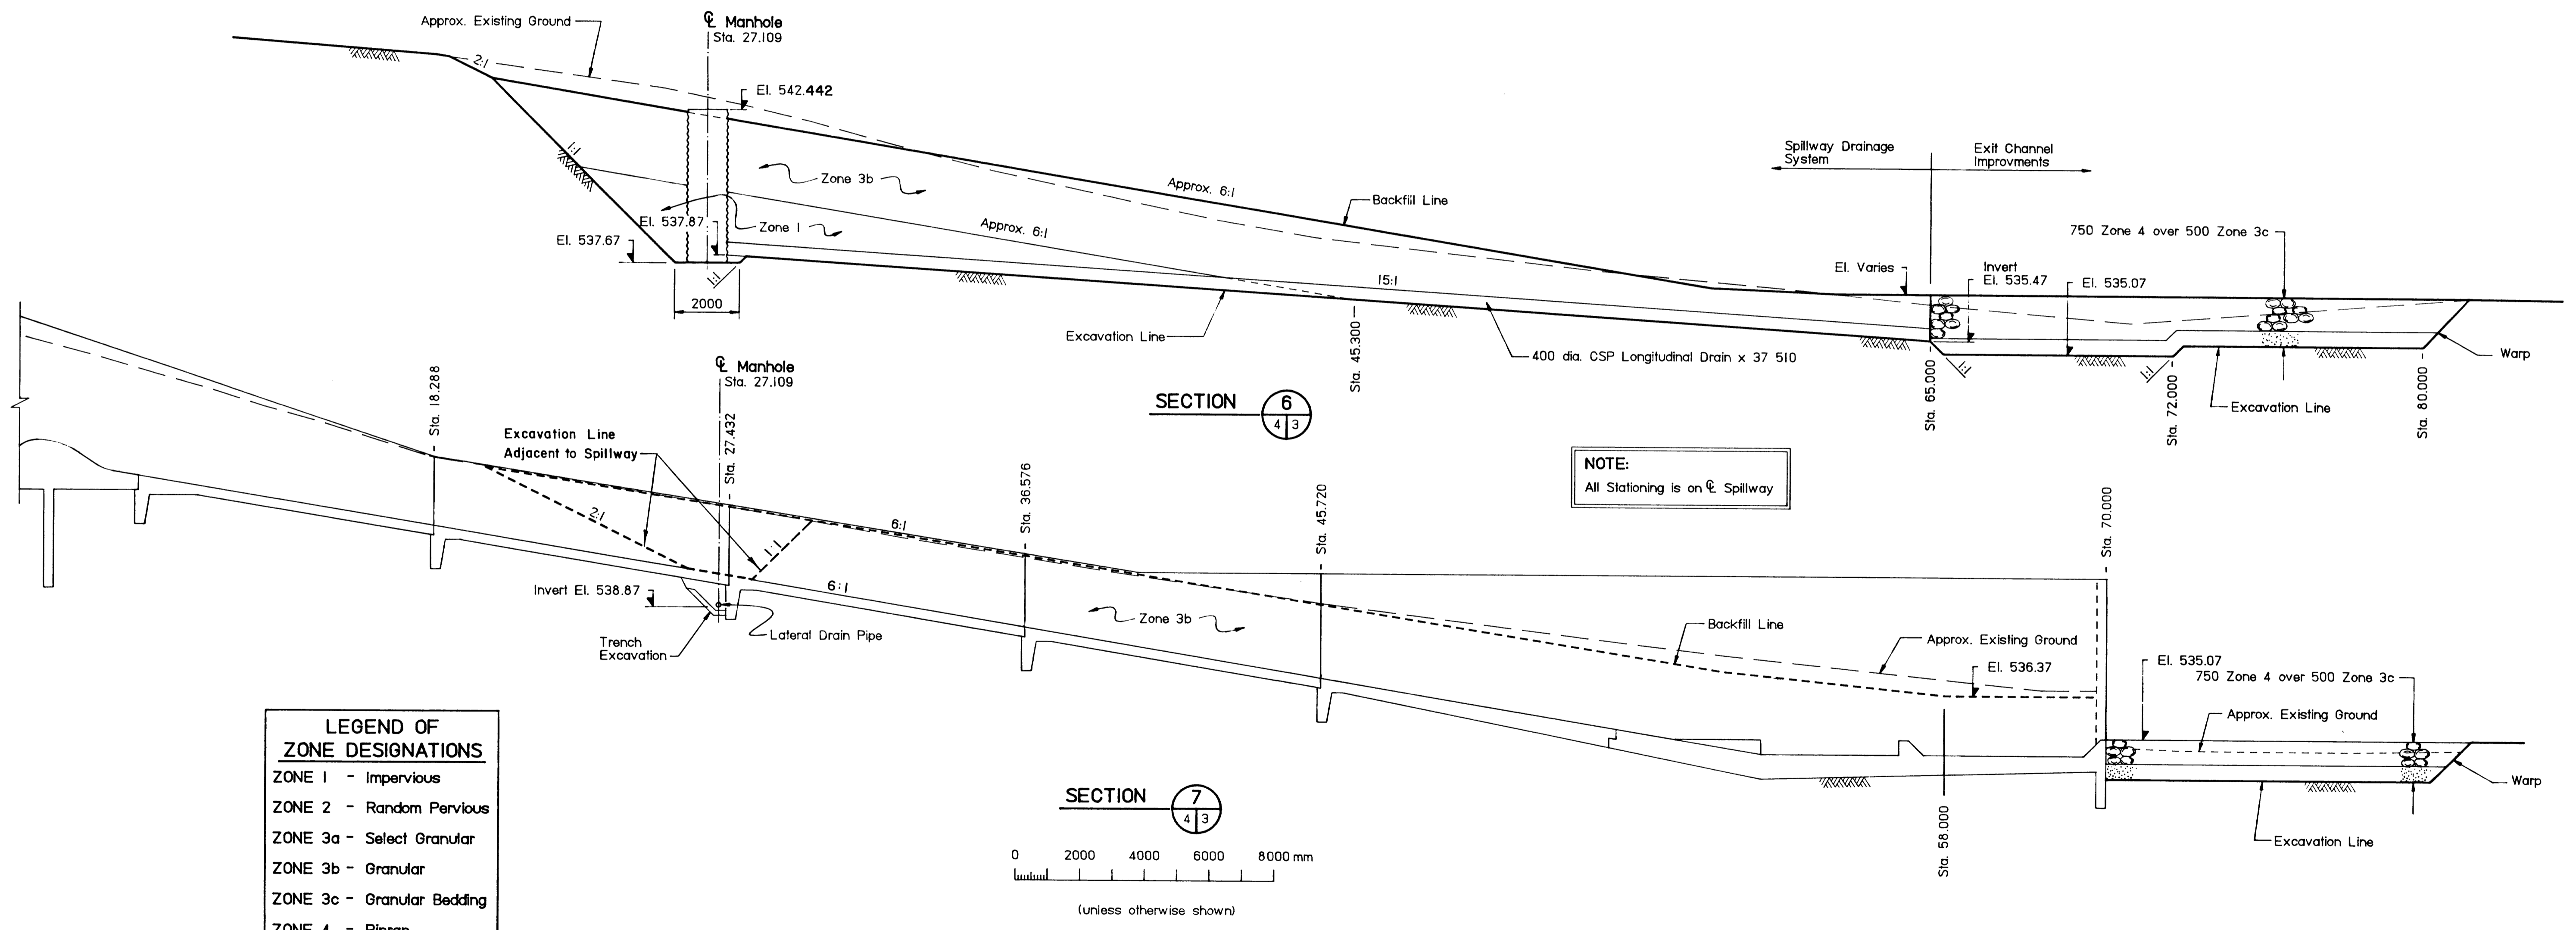 Approx. Existing Ground
℄ Manhole
Sta. 27.109
2:1
El. 542.442
1:1
Zone 3b
El. 537.87
Zone 1
El. 537.67
Approx. 6:1
Approx. 6:1
Backfill Line
1:1
2000
15:1
Excavation Line
Sta. 45.300
400 dia. CSP Longitudinal Drain x 37 510
Spillway Drainage
System
Exit Channel
Improvments
750 Zone 4 over 500 Zone 3c
El. Varies
Invert
El. 535.47
El. 535.07
Warp
1:1
1:1
Sta. 65.000
Sta. 72.000
Excavation Line
Sta. 80.000
SECTION
6
4 3
℄ Manhole
Sta. 27.109
Sta. 18.288
Sta. 27.432
Excavation Line
Adjacent to Spillway
2:1
1:1
6:1
6:1
Sta. 36.576
Sta. 45.720
Invert El. 538.87
Trench
Excavation
Lateral Drain Pipe
Zone 3b
NOTE:
All Stationing is on ℄ Spillway
Sta. 70.000
Backfill Line
Approx. Existing Ground
El. 536.37
El. 535.07
750 Zone 4 over 500 Zone 3c
Approx. Existing Ground
Warp
Sta. 58.000
Excavation Line
SECTION
7
4 3
0 2000 4000 6000 8000 mm
(unless otherwise shown)
LEGEND OF
ZONE DESIGNATIONS
ZONE 1 - Impervious
ZONE 2 - Random Pervious
ZONE 3a - Select Granular
ZONE 3b - Granular
ZONE 3c - Granular Bedding
ZONE 4 - Riprap